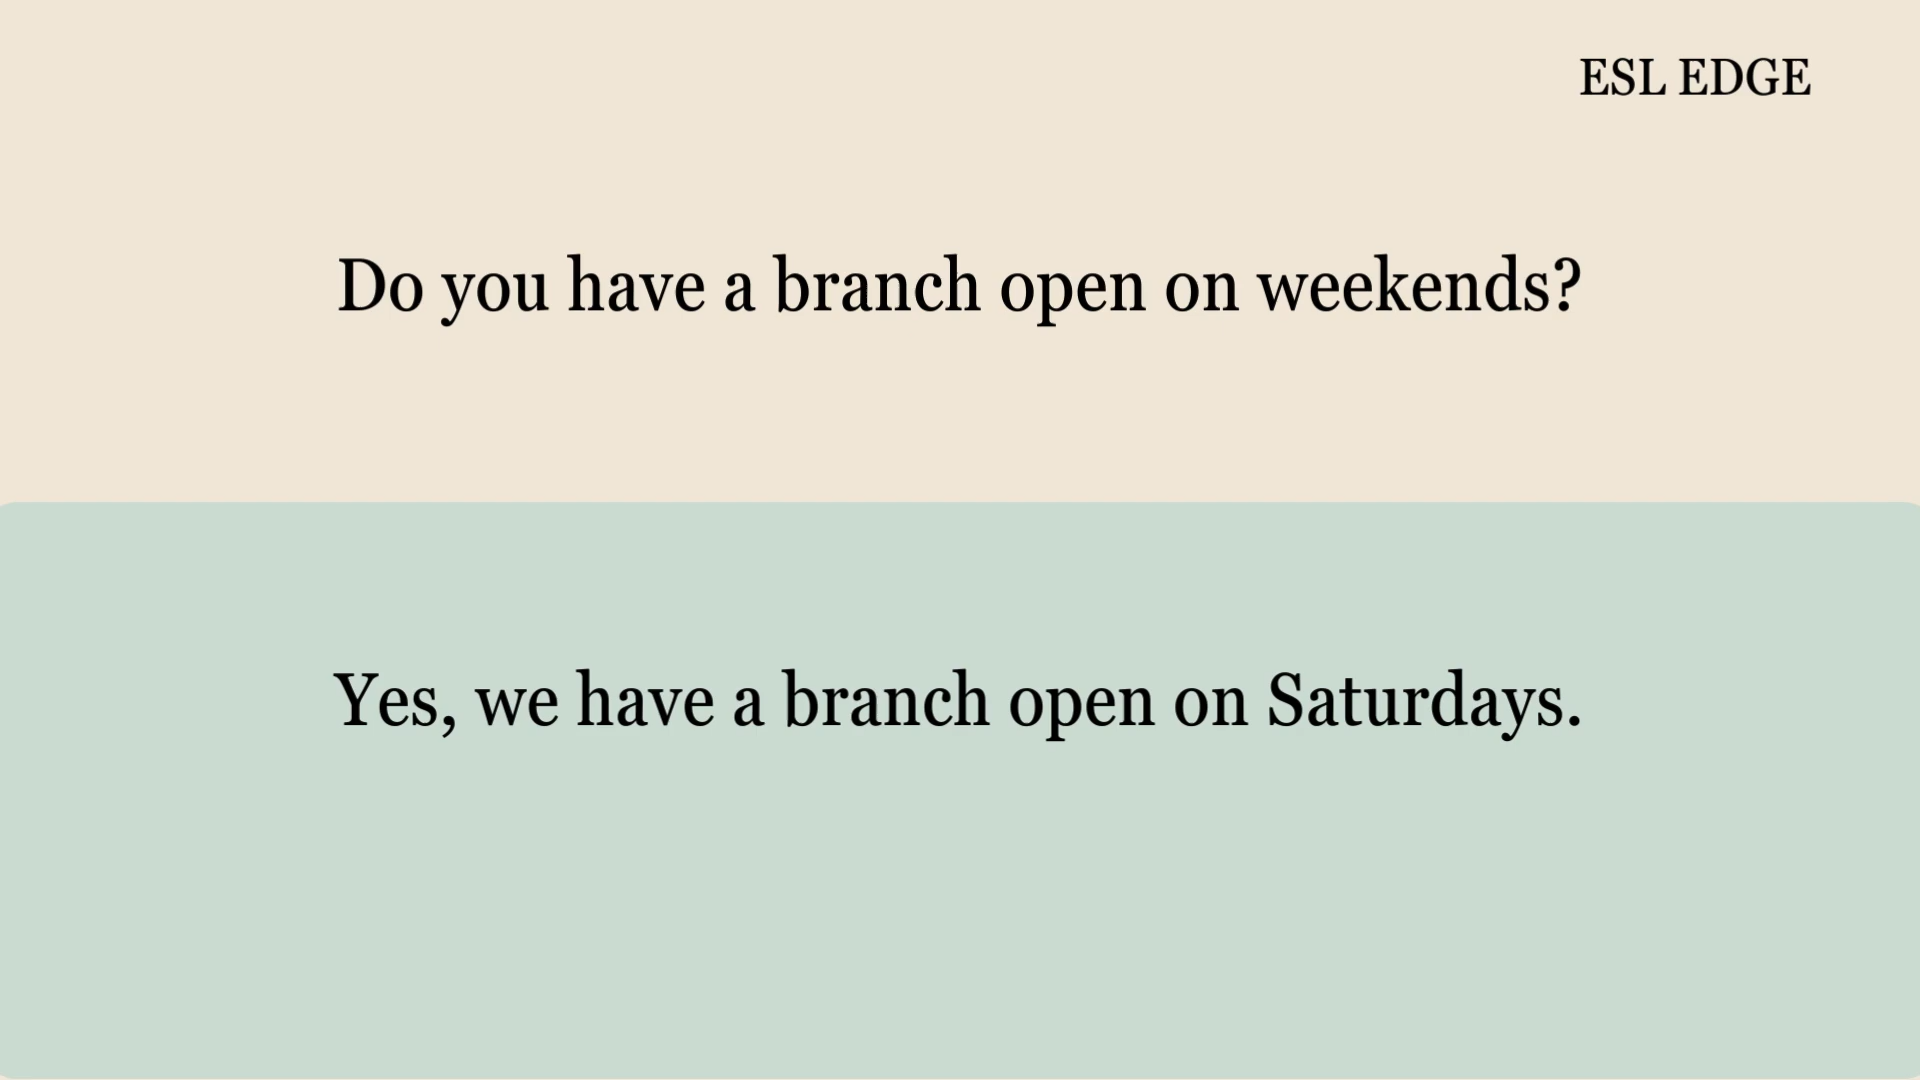 ESL EDGE
Do you have a branch open on weekends?
Yes, we have a branch open on Saturdays.